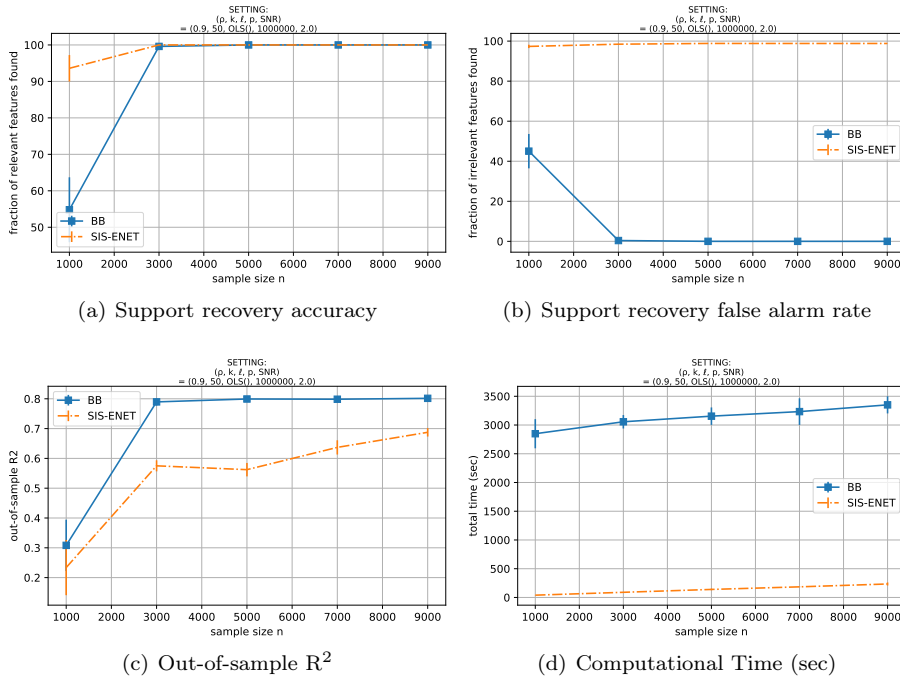 SETTING:
(ρ, k, ℓ, p, SNR)
= (0.9, 50, OLS(), 1000000, 2.0)
fraction of relevant features found
100
90
80
70
60
50
BB
SIS-ENET
1000 2000 3000 4000 5000 6000 7000 8000 9000
sample size n
(a) Support recovery accuracy
SETTING:
(ρ, k, ℓ, p, SNR)
= (0.9, 50, OLS(), 1000000, 2.0)
fraction of irrelevant features found
100
80
60
40
20
0
BB
SIS-ENET
1000 2000 3000 4000 5000 6000 7000 8000 9000
sample size n
(b) Support recovery false alarm rate
SETTING:
(ρ, k, ℓ, p, SNR)
= (0.9, 50, OLS(), 1000000, 2.0)
out-of-sample R2
0.8
0.7
0.6
0.5
0.4
0.3
0.2
BB
SIS-ENET
1000 2000 3000 4000 5000 6000 7000 8000 9000
sample size n
(c) Out-of-sample R²
SETTING:
(ρ, k, ℓ, p, SNR)
= (0.9, 50, OLS(), 1000000, 2.0)
total time (sec)
3500
3000
2500
2000
1500
1000
500
0
BB
SIS-ENET
1000 2000 3000 4000 5000 6000 7000 8000 9000
sample size n
(d) Computational Time (sec)